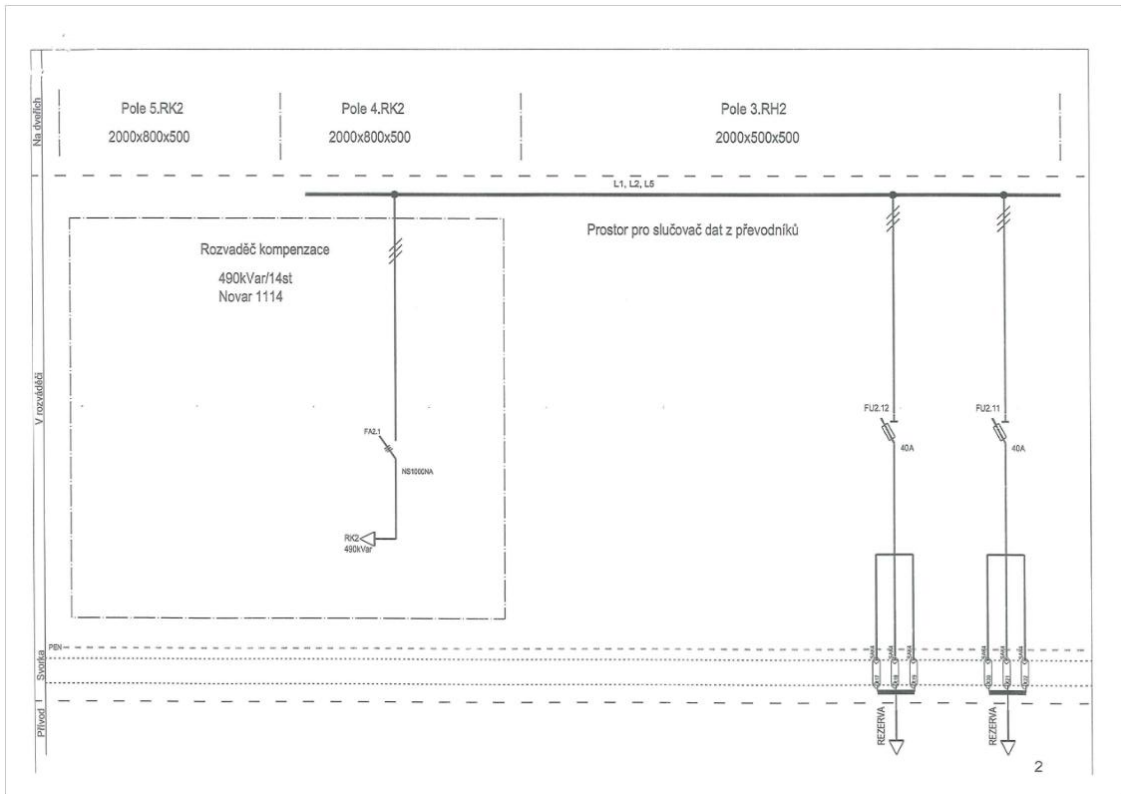 Na dveřích
Pole 5.RK2
2000x800x500
Pole 4.RK2
2000x800x500
Pole 3.RH2
2000x500x500
L1, L2, L5
V rozváděči
Rozvaděč kompenzace
490kVar/14st
Novar 1114
Prostor pro slučovač dat z převodníků
FA2.1
NS1000NA
RK2
490kVar
FU2.12
40A
FU2.11
40A
PEN
Svorka
Přívod
REZERVA
REZERVA
2